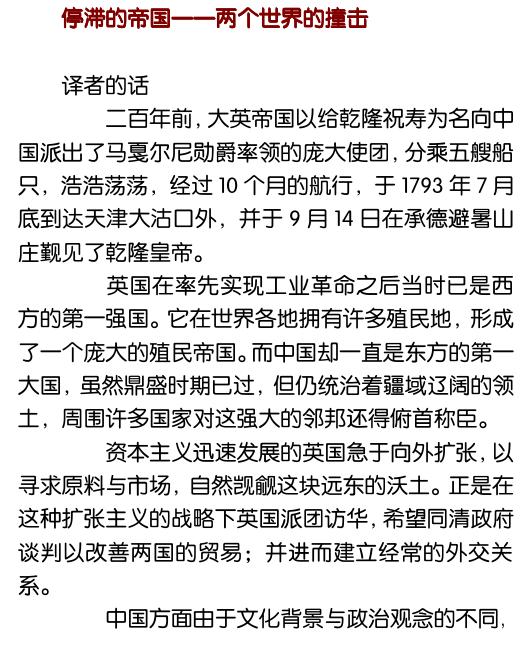 停滞的帝国——两个世界的撞击
译者的话
二百年前，大英帝国以给乾隆祝寿为名向中
国派出了马戛尔尼勋爵率领的庞大使团，分乘五艘船
只，浩浩荡荡，经过 10 个月的航行，于 1793 年 7 月
底到达天津大沽口外，并于 9 月 14 日在承德避暑山
庄觐见了乾隆皇帝。
英国在率先实现工业革命之后当时已是西
方的第一强国。它在世界各地拥有许多殖民地，形成
了一个庞大的殖民帝国。而中国却一直是东方的第一
大国，虽然鼎盛时期已过，但仍统治着疆域辽阔的领
土，周围许多国家对这强大的邻邦还得俯首称臣。
资本主义迅速发展的英国急于向外扩张，以
寻求原料与市场，自然觊觎这块远东的沃土。正是在
这种扩张主义的战略下英国派团访华，希望同清政府
谈判以改善两国的贸易；并进而建立经常的外交关
系。
中国方面由于文化背景与政治观念的不同，